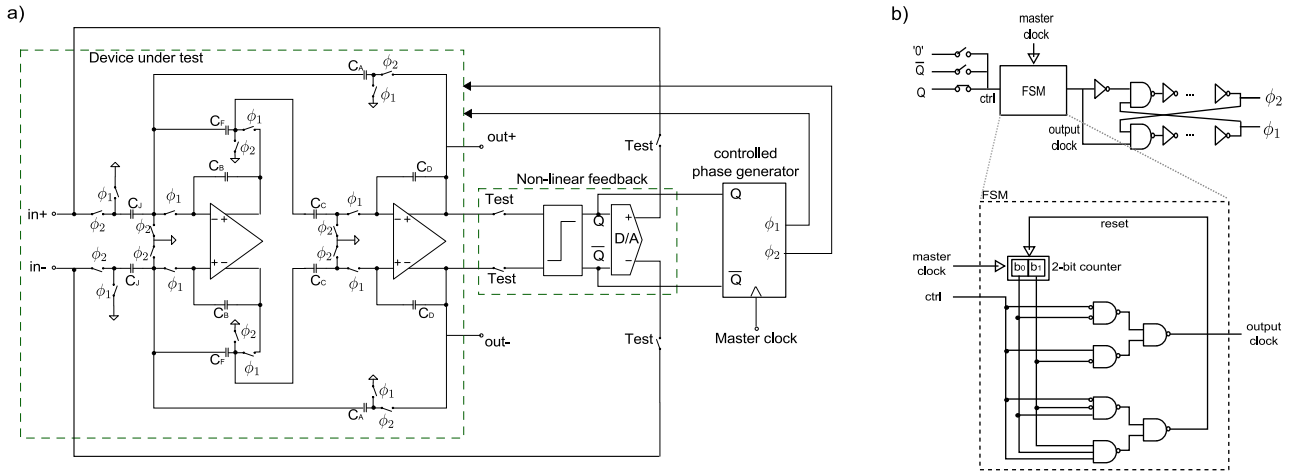 a)
Device under test
C_A
ϕ2
ϕ1
C_F
ϕ1
ϕ2
C_B
C_D
out+
Test
controlled
phase generator
Non-linear feedback
ϕ1
C_J
ϕ1
C_C
ϕ1
Test
Q
Q
in+
ϕ2
ϕ2
ϕ2
D/A
ϕ1
ϕ2
in-
ϕ2
ϕ2
ϕ2
Q̅
Q̅
ϕ1
C_J
ϕ1
C_C
ϕ1
Test
C_B
C_D
Master clock
ϕ2
ϕ1
C_F
out-
Test
ϕ1
C_A
ϕ2
b)
master
clock
'0'
Q̅
Q
ctrl
FSM
...
...
ϕ2
ϕ1
output
clock
FSM
reset
master
clock
b0 b1
2-bit counter
ctrl
output
clock